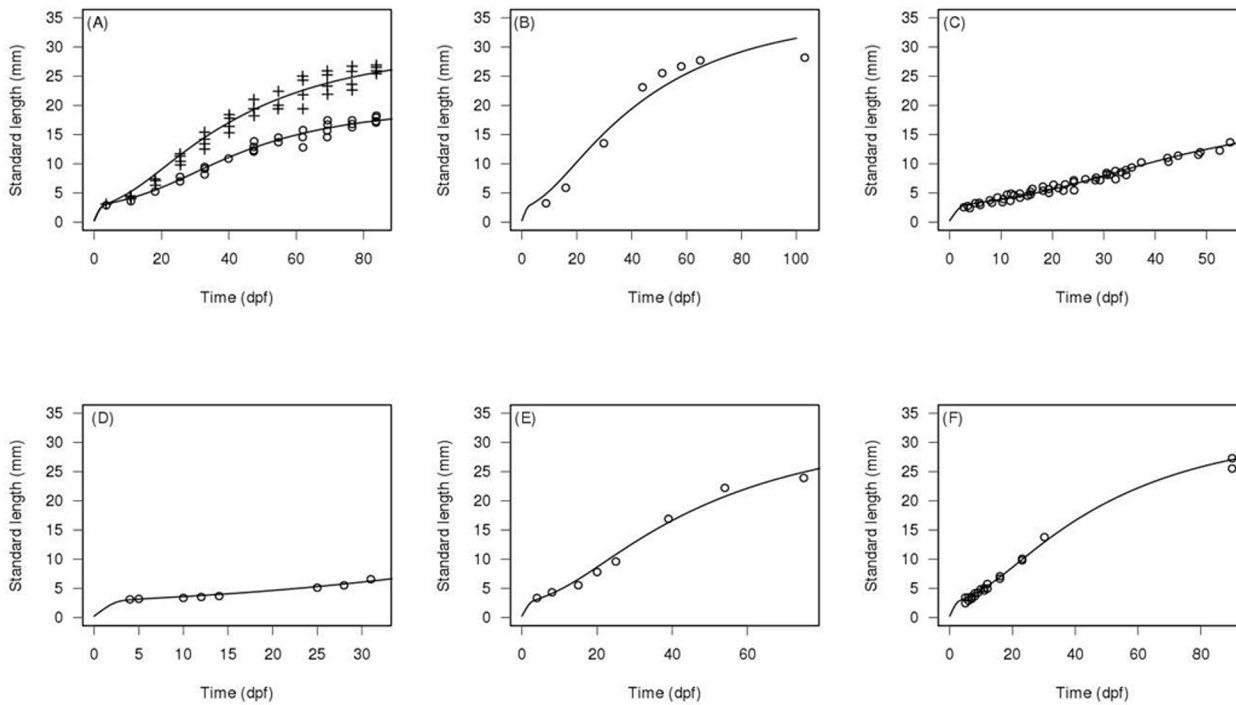 (A)
35
30
25
20
15
10
5
0
Standard length (mm)
0 20 40 60 80
Time (dpf)
(B)
35
30
25
20
15
10
5
0
Standard length (mm)
0 20 40 60 80 100
Time (dpf)
(C)
35
30
25
20
15
10
5
0
Standard length (mm)
0 10 20 30 40 50
Time (dpf)
(D)
35
30
25
20
15
10
5
0
Standard length (mm)
0 5 10 15 20 25 30
Time (dpf)
(E)
35
30
25
20
15
10
5
0
Standard length (mm)
0 20 40 60
Time (dpf)
(F)
35
30
25
20
15
10
5
0
Standard length (mm)
0 20 40 60 80
Time (dpf)